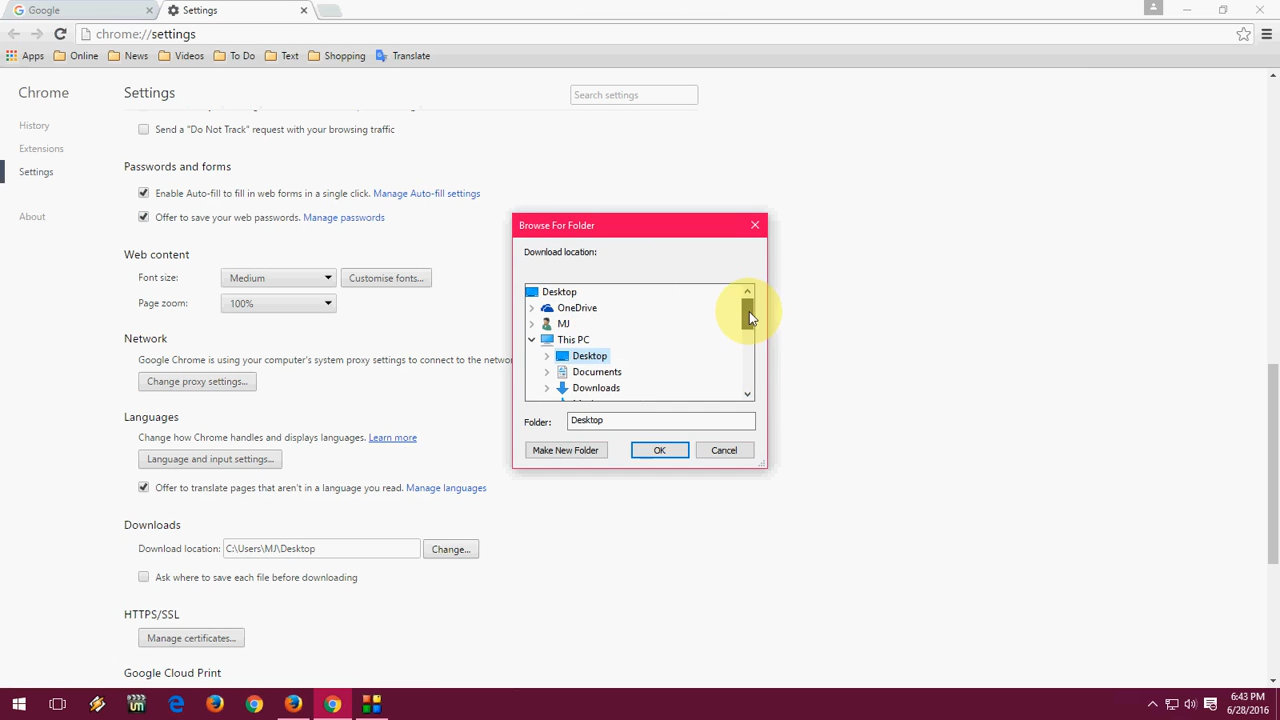 Google
Settings
chrome://settings
Apps
Online
News
Videos
To Do
Text
Shopping
Translate
Chrome
Settings
Search settings
History
Extensions
Settings
About
Send a "Do Not Track" request with your browsing traffic
Passwords and forms
Enable Auto-fill to fill in web forms in a single click. Manage Auto-fill settings
Offer to save your web passwords. Manage passwords
Web content
Font size:
Medium
Customise fonts...
Page zoom:
100%
Network
Google Chrome is using your computer's system proxy settings to connect to the
Change proxy settings...
Languages
Change how Chrome handles and displays languages. Learn more
Language and input settings...
Offer to translate pages that aren't in a language you read. Manage languages
Downloads
Download location:
C:\Users\MJ\Desktop
Change...
Ask where to save each file before downloading
HTTPS/SSL
Manage certificates...
Google Cloud Print
Browse For Folder
Download location:
Desktop
OneDrive
MJ
This PC
Desktop
Documents
Downloads
Folder:
Desktop
Make New Folder
OK
Cancel
6:43 PM
6/28/2016